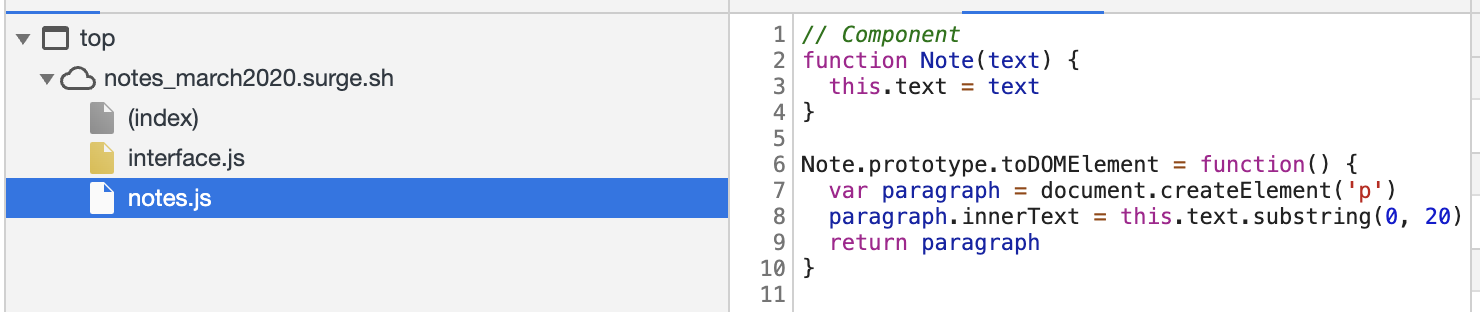 top
notes_march2020.surge.sh
(index)
interface.js
notes.js
1 // Component
2 function Note(text) {
3   this.text = text
4 }
5
6 Note.prototype.toDOMElement = function() {
7   var paragraph = document.createElement('p')
8   paragraph.innerText = this.text.substring(0, 20)
9   return paragraph
10 }
11